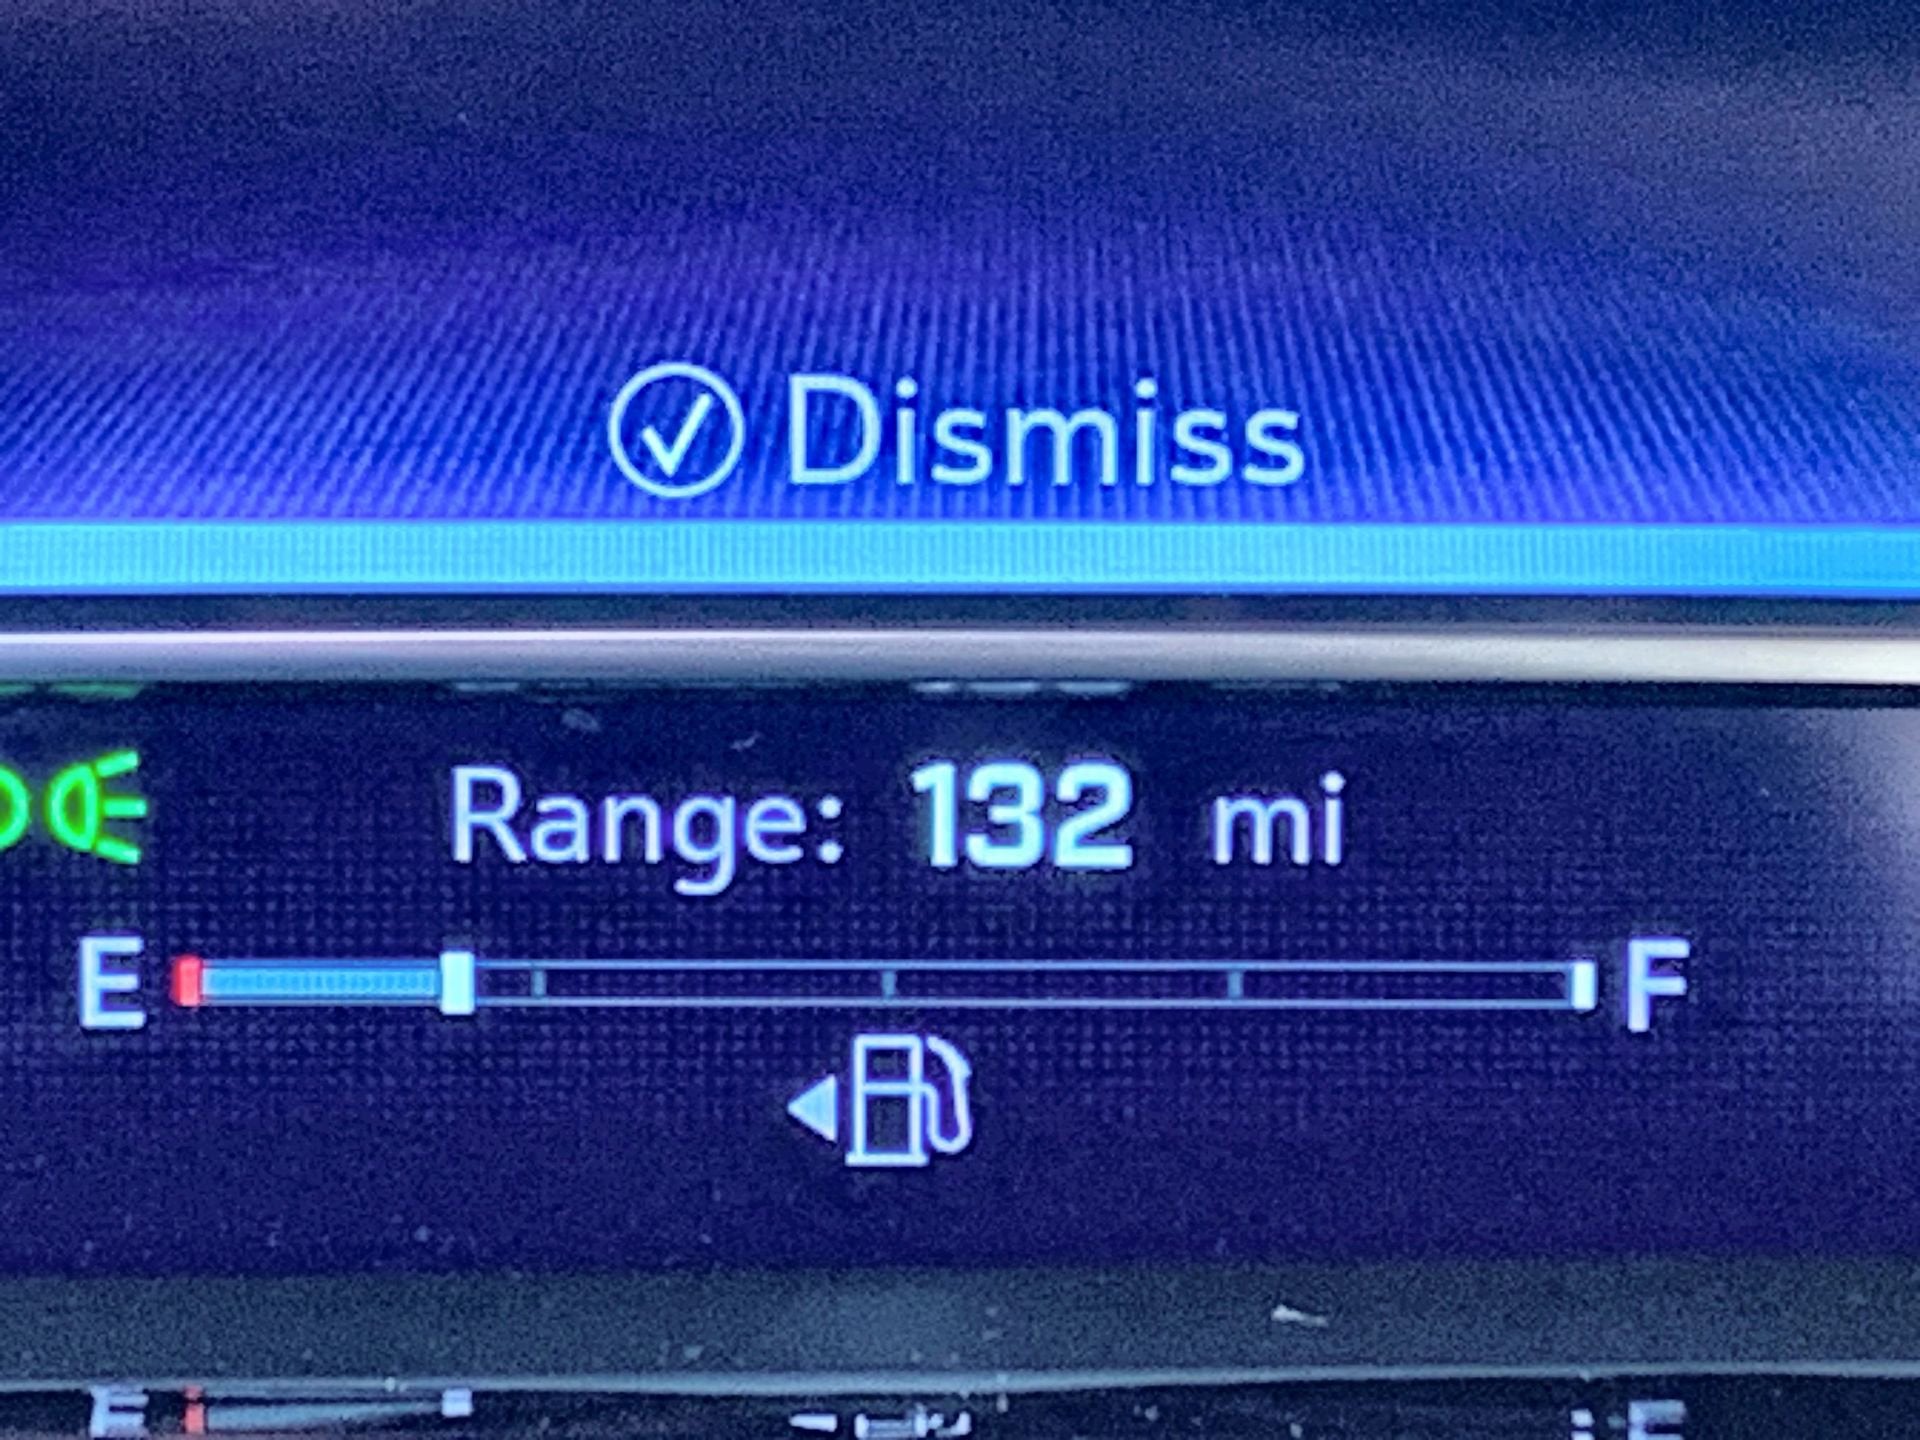 Dismiss
Range: 132 mi
E F
E F